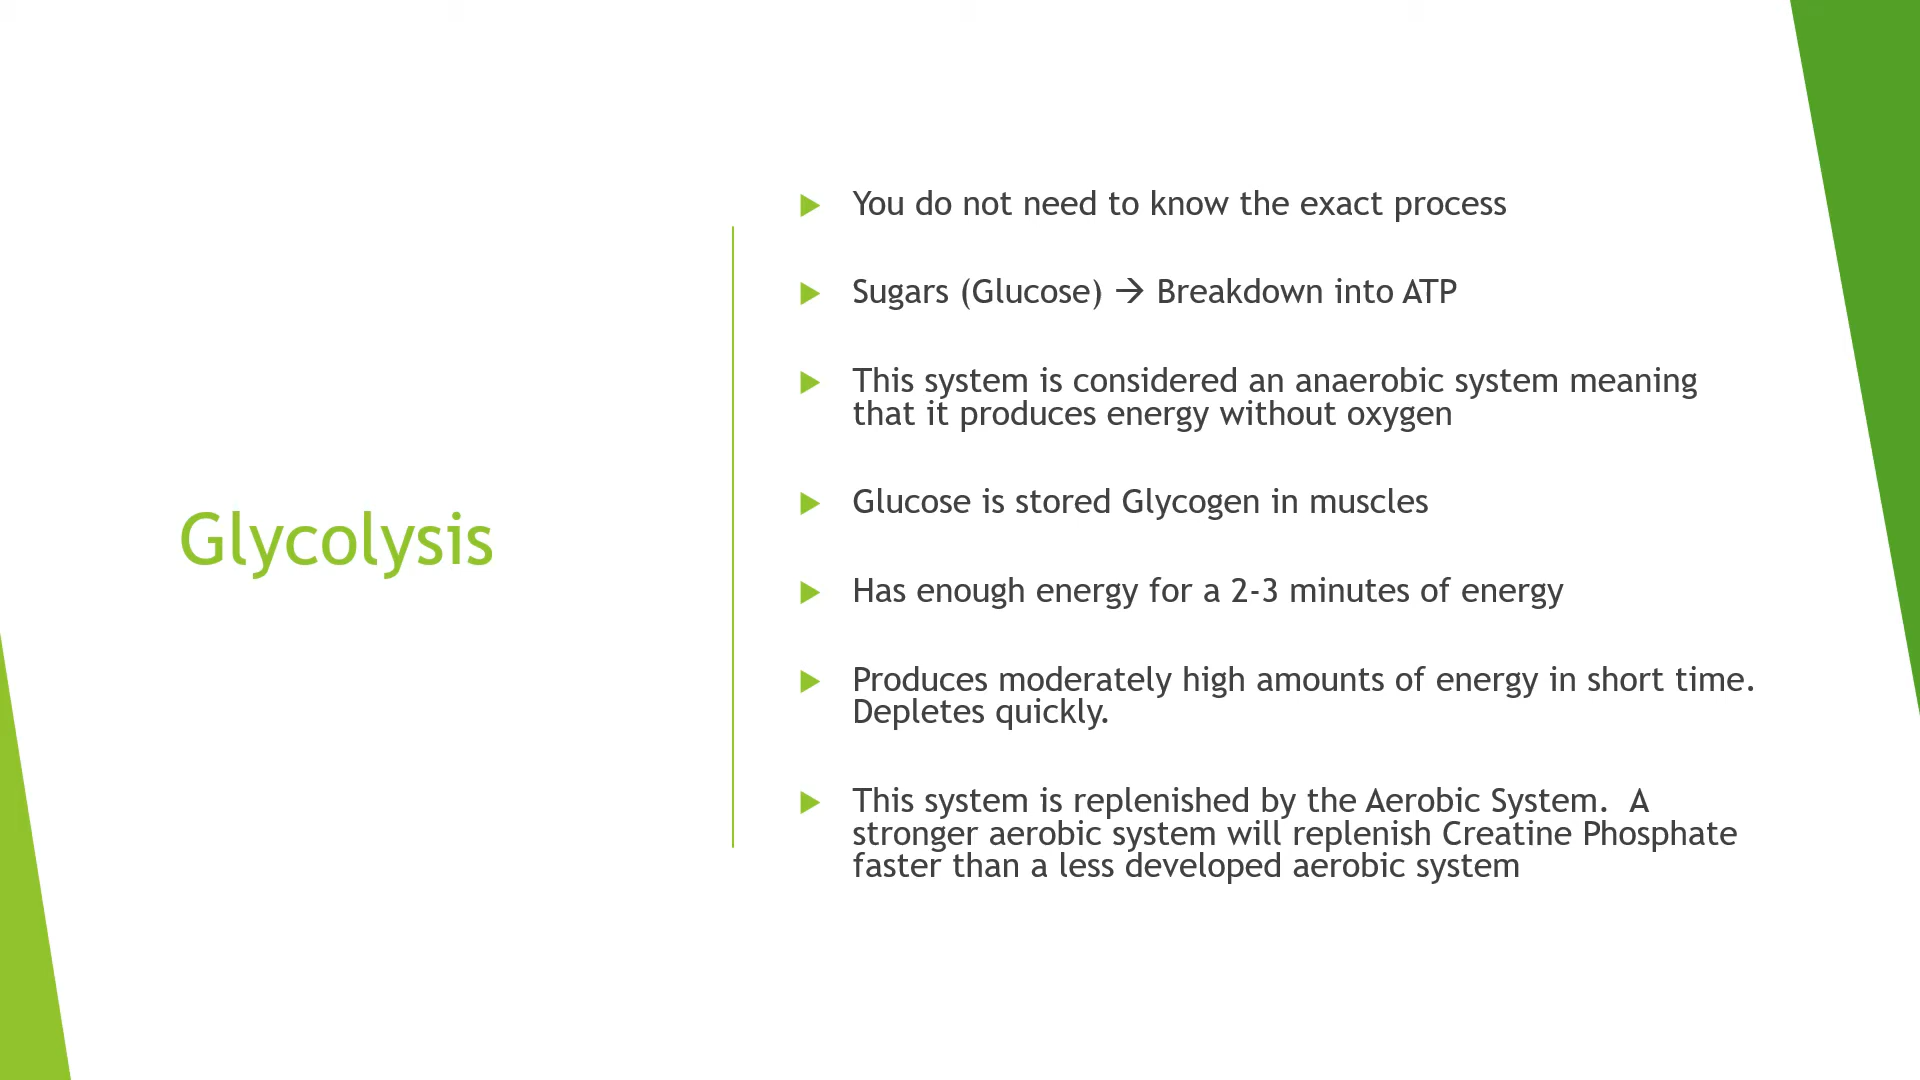 Glycolysis
You do not need to know the exact process
Sugars (Glucose) → Breakdown into ATP
This system is considered an anaerobic system meaning
that it produces energy without oxygen
Glucose is stored Glycogen in muscles
Has enough energy for a 2-3 minutes of energy
Produces moderately high amounts of energy in short time.
Depletes quickly.
This system is replenished by the Aerobic System.  A
stronger aerobic system will replenish Creatine Phosphate
faster than a less developed aerobic system